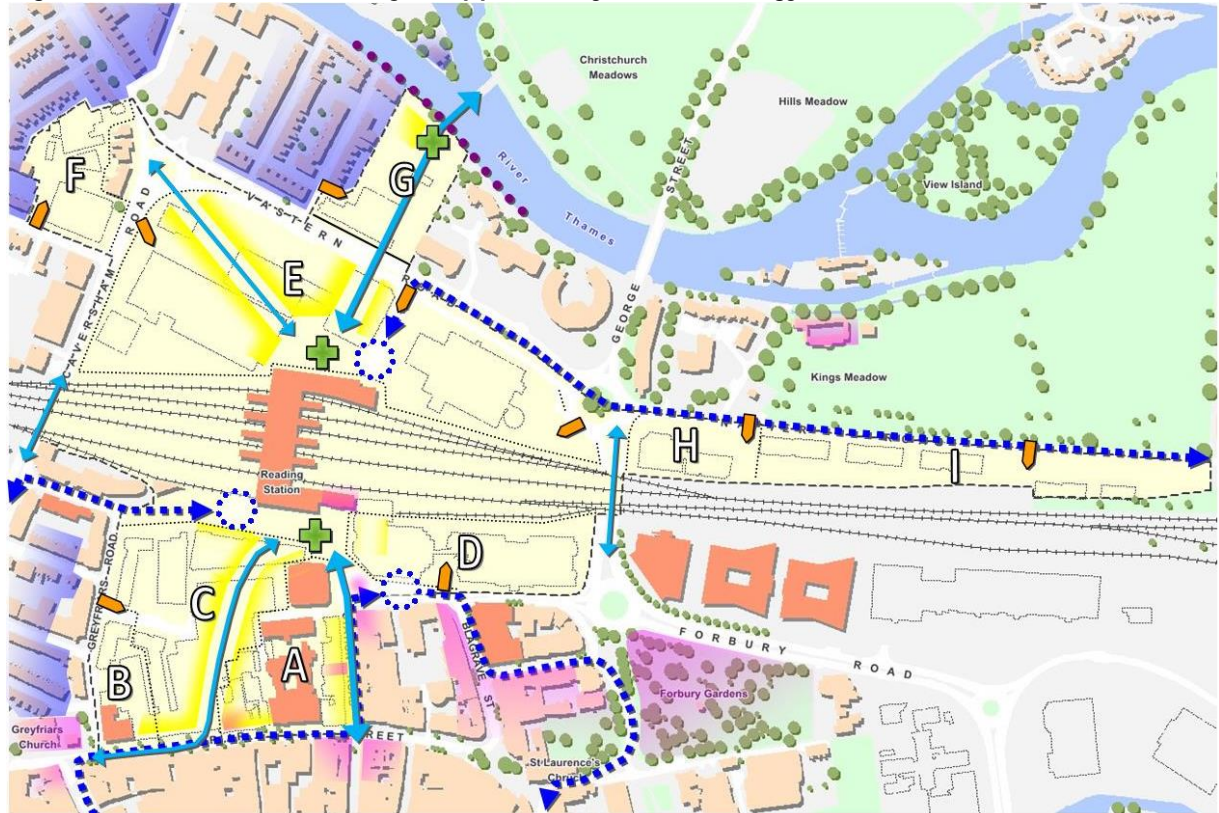 Christchurch
Meadows
Hills Meadow
View Island
River
Thames
F
G
ROAD
CAVERSHAM
VASTERN
ROAD
E
GEORGE
STREET
Kings Meadow
H
I
Reading
Station
D
GREYFRIARS ROAD
C
B
A
BLAGRAVE ST
FORBURY ROAD
Forbury Gardens
Greyfriars
Church
STREET
St Laurence's